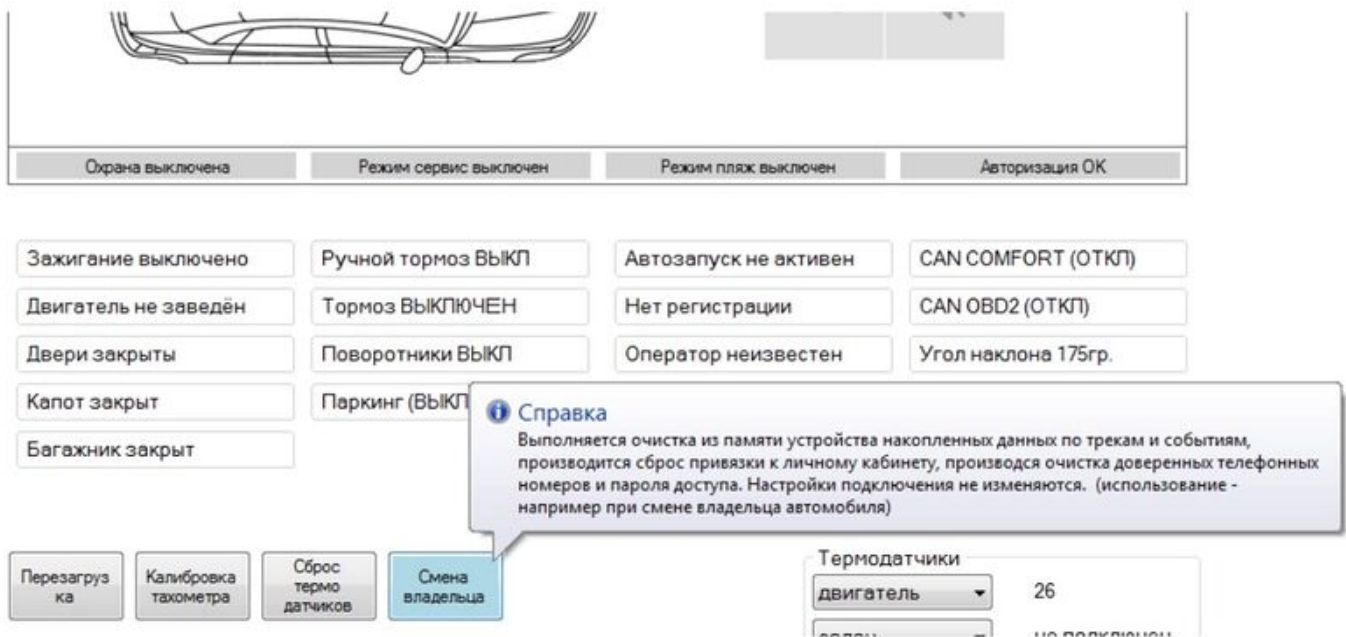 Охрана выключена Режим сервис выключен Режим пляж выключен Авторизация ОК
Зажигание выключено Ручной тормоз ВЫКЛ Автозапуск не активен CAN COMFORT (ОТКЛ)
Двигатель не заведён Тормоз ВЫКЛЮЧЕН Нет регистрации CAN OBD2 (ОТКЛ)
Двери закрыты Поворотники ВЫКЛ Оператор неизвестен Угол наклона 175гр.
Капот закрыт Паркинг (ВЫКЛ
Багажник закрыт
Справка
Выполняется очистка из памяти устройства накопленных данных по трекам и событиям,
производится сброс привязки к личному кабинету, производся очистка доверенных телефонных
номеров и пароля доступа. Настройки подключения не изменяются. (использование -
например при смене владельца автомобиля)
Перезагруз
ка
Калибровка
тахометра
Сброс
термо
датчиков
Смена
владельца
Термодатчики
двигатель 26
не подключен